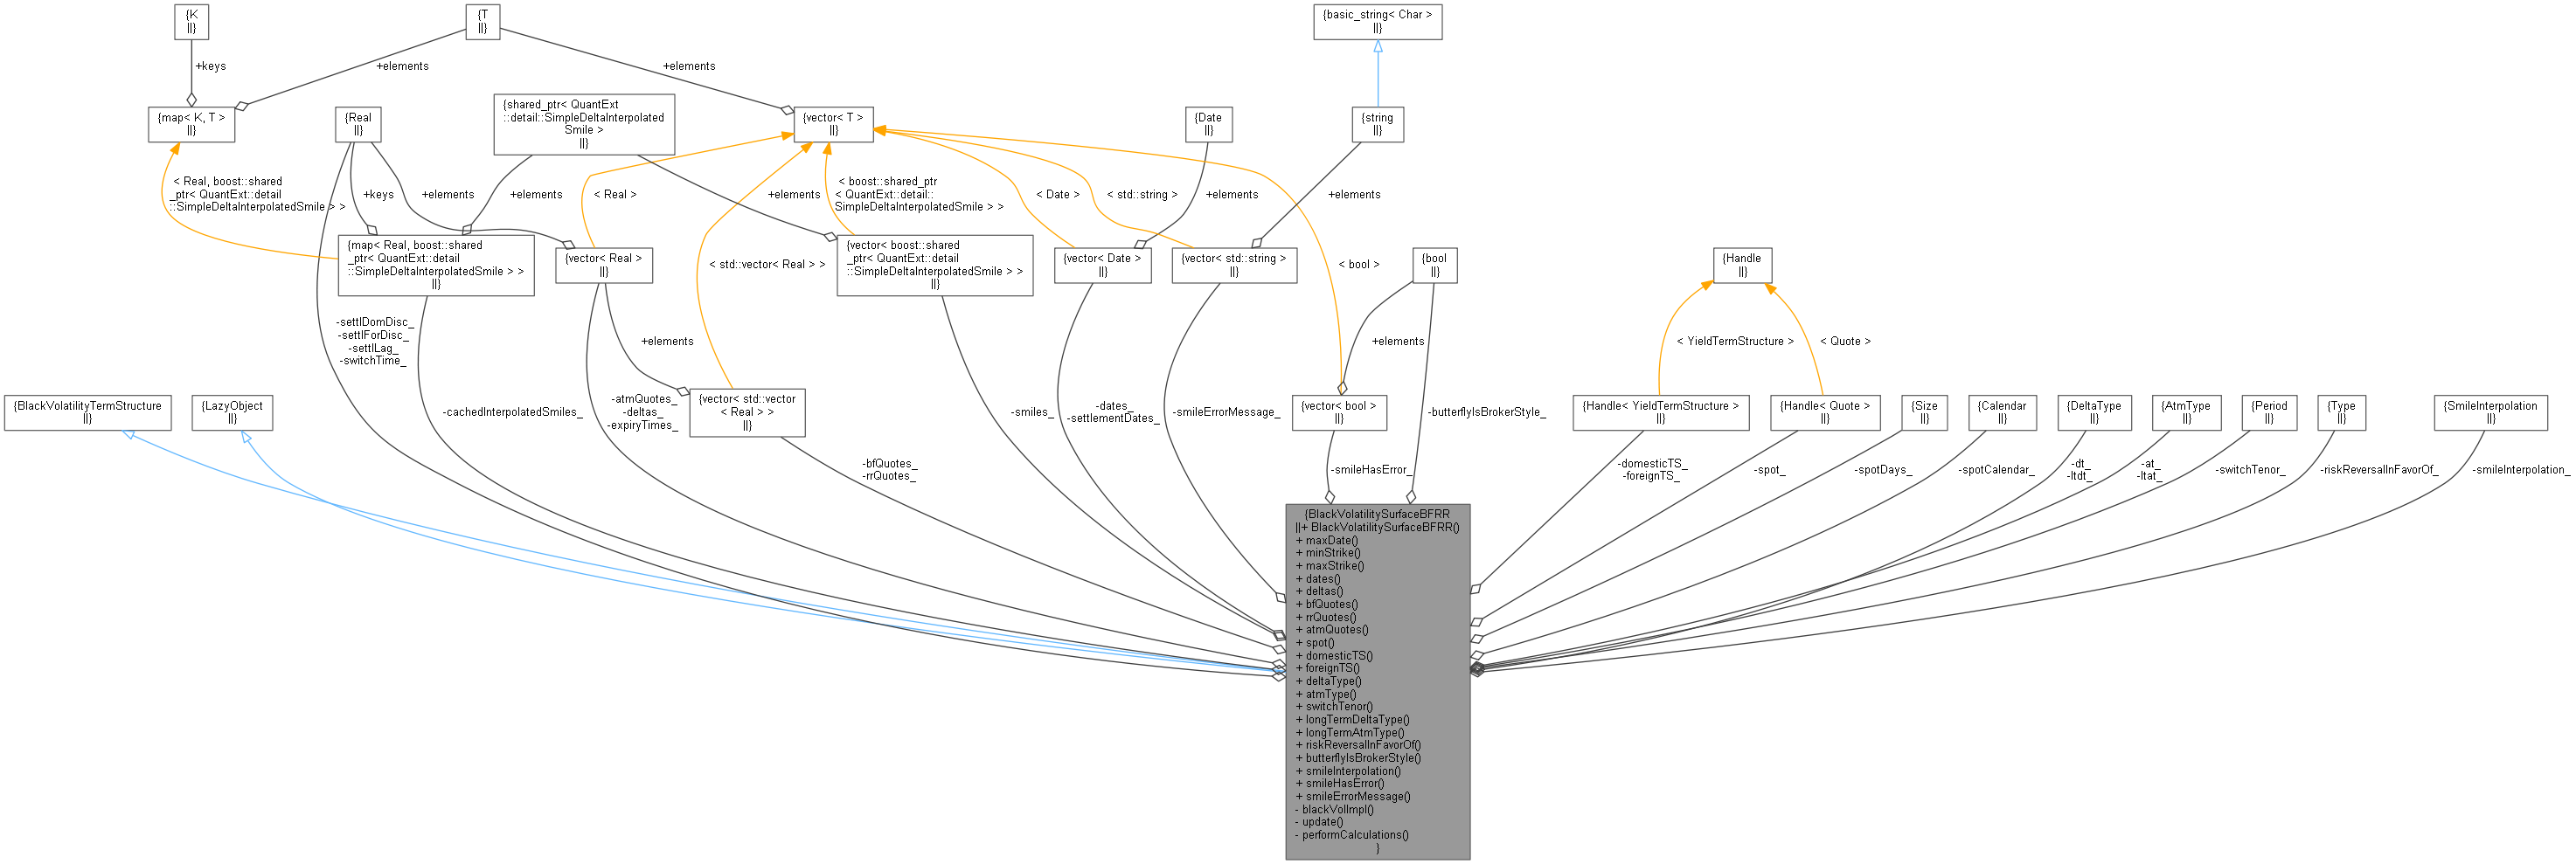 {K
||}
{T
||}
{basic_string< Char >
||}
+keys
+elements
+elements
{map< K, T >
||}
{Real
||}
{shared_ptr< QuantExt
::detail::SimpleDeltaInterpolated
Smile >
||}
{vector< T >
||}
{Date
||}
{string
||}
< Real, boost::shared
_ptr< QuantExt::detail
::SimpleDeltaInterpolatedSmile > >
+keys
+elements
+elements
< Real >
+elements
< boost::shared_ptr
< QuantExt::detail::
SimpleDeltaInterpolatedSmile > >
< Date >
< std::string >
+elements
+elements
{map< Real, boost::shared
_ptr< QuantExt::detail
::SimpleDeltaInterpolatedSmile > >
||}
{vector< Real >
||}
< std::vector< Real > >
{vector< boost::shared
_ptr< QuantExt::detail
::SimpleDeltaInterpolatedSmile > >
||}
{vector< Date >
||}
{vector< std::string >
||}
< bool >
{bool
||}
{Handle
||}
-settlDomDisc_
-settlForDisc_
-settlLag_
-switchTime_
+elements
+elements
< YieldTermStructure >
< Quote >
{BlackVolatilityTermStructure
||}
{LazyObject
||}
-cachedInterpolatedSmiles_
-atmQuotes_
-deltas_
-expiryTimes_
{vector< std::vector
< Real > >
||}
-smiles_
-dates_
-settlementDates_
-smileErrorMessage_
{vector< bool >
||}
-butterflyIsBrokerStyle_
{Handle< YieldTermStructure >
||}
{Handle< Quote >
||}
{Size
||}
{Calendar
||}
{DeltaType
||}
{AtmType
||}
{Period
||}
{Type
||}
{SmileInterpolation
||}
-bfQuotes_
-rrQuotes_
-smileHasError_
-domesticTS_
-foreignTS_
-spot_
-spotDays_
-spotCalendar_
-dt_
-ltdt_
-at_
-ltat_
-switchTenor_
-riskReversalInFavorOf_
-smileInterpolation_
{BlackVolatilitySurfaceBFRR
||+ BlackVolatilitySurfaceBFRR()
+ maxDate()
+ minStrike()
+ maxStrike()
+ dates()
+ deltas()
+ bfQuotes()
+ rrQuotes()
+ atmQuotes()
+ spot()
+ domesticTS()
+ foreignTS()
+ deltaType()
+ atmType()
+ switchTenor()
+ longTermDeltaType()
+ longTermAtmType()
+ riskReversalInFavorOf()
+ butterflyIsBrokerStyle()
+ smileInterpolation()
+ smileHasError()
+ smileErrorMessage()
- blackVolImpl()
- update()
- performCalculations()
}